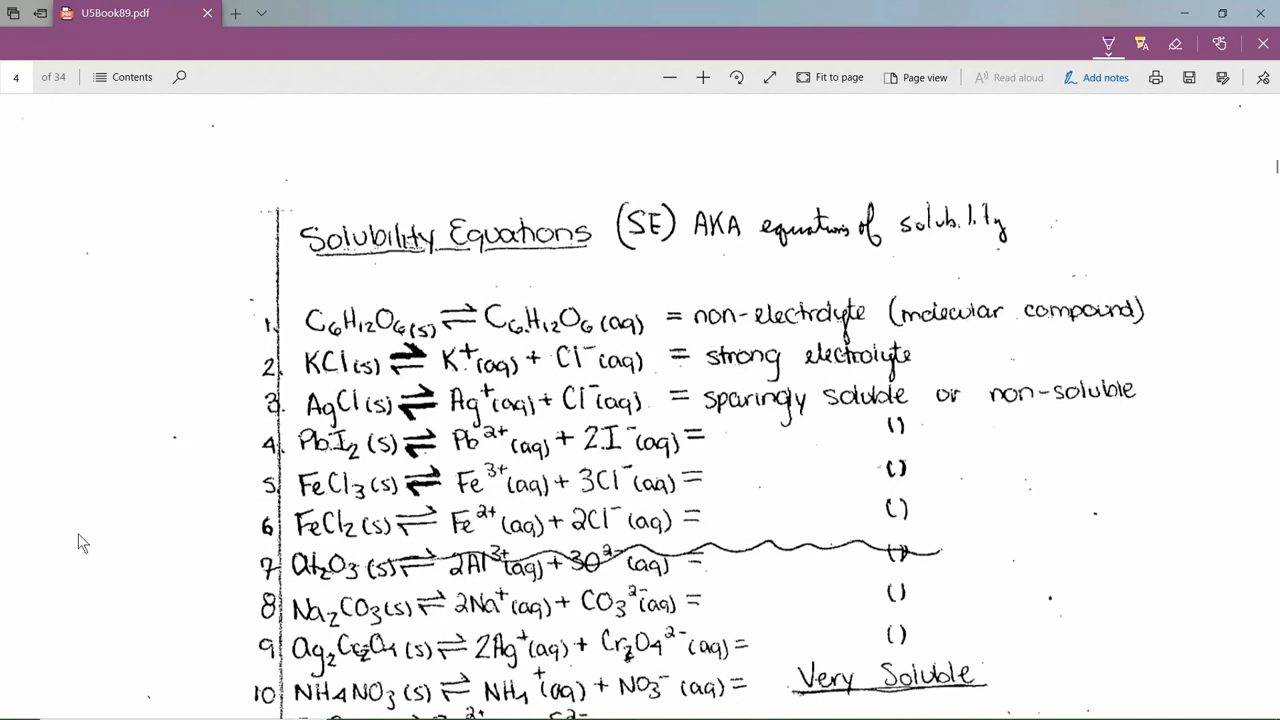 U5Book89.pdf
4 of 34 Contents Fit to page Page view Read aloud Add notes
Solubility Equations (SE) AKA equations of solubility
1. C6H12O6(s) ⇌ C6H12O6(aq) = non-electrolyte (molecular compound)
2. KCl(s) ⇌ K⁺(aq) + Cl⁻(aq) = strong electrolyte
3. AgCl(s) ⇌ Ag⁺(aq) + Cl⁻(aq) = sparingly soluble or non-soluble
4. PbI2(s) ⇌ Pb²⁺(aq) + 2I⁻(aq) = ()
5. FeCl3(s) ⇌ Fe³⁺(aq) + 3Cl⁻(aq) = ()
6 FeCl2(s) ⇌ Fe²⁺(aq) + 2Cl⁻(aq) = ()
7 Al2O3(s) ⇌ 2Al³⁺(aq) + 3O²⁻(aq) = ()
8 Na2CO3(s) ⇌ 2Na⁺(aq) + CO3²⁻(aq) = ()
9 (s) ⇌ 2Ag⁺(aq) + Cr2O4²⁻(aq) = ()
10 NH4NO3(s) ⇌ NH4⁺(aq) + NO3⁻(aq) = Very Soluble